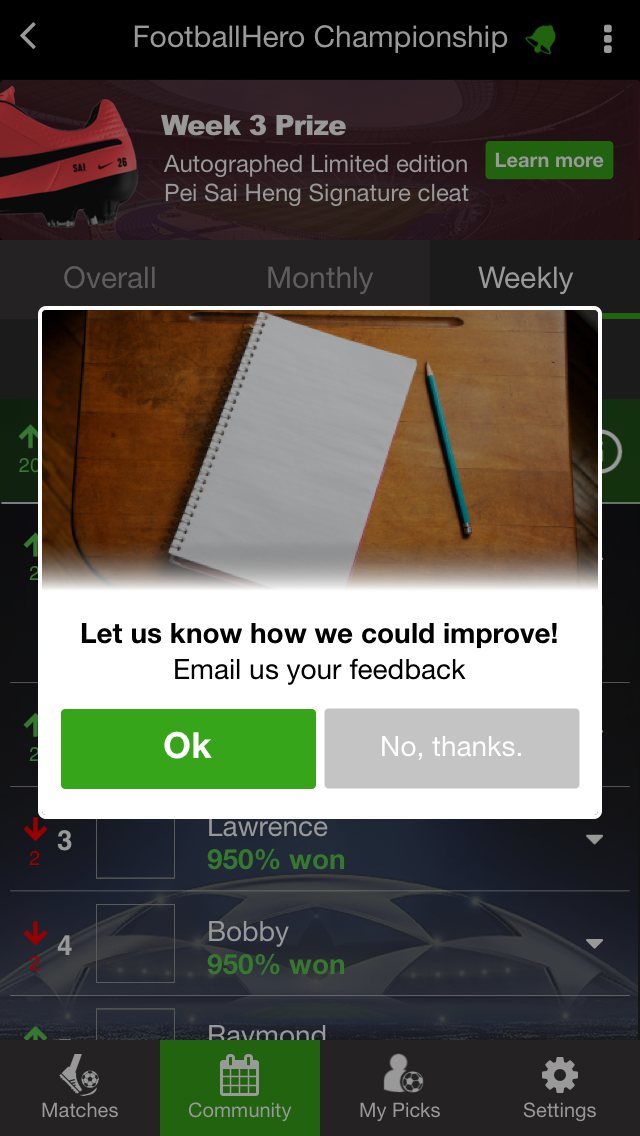 FootballHero Championship
Week 3 Prize
Autographed Limited edition
Pei Sai Heng Signature cleat
Learn more
SAI 26
Overall Monthly Weekly
20
2
Let us know how we could improve!
Email us your feedback
Ok No, thanks.
2
Lawrence
3
950% won
2
Bobby
4
950% won
2
Raymond
Matches Community My Picks Settings